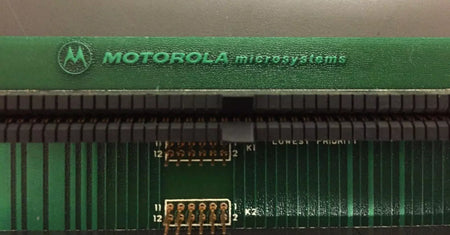 MOTOROLA microsystems
LOWEST PRIORITY
11 1
12 2 K1
11 1 K2
12 2